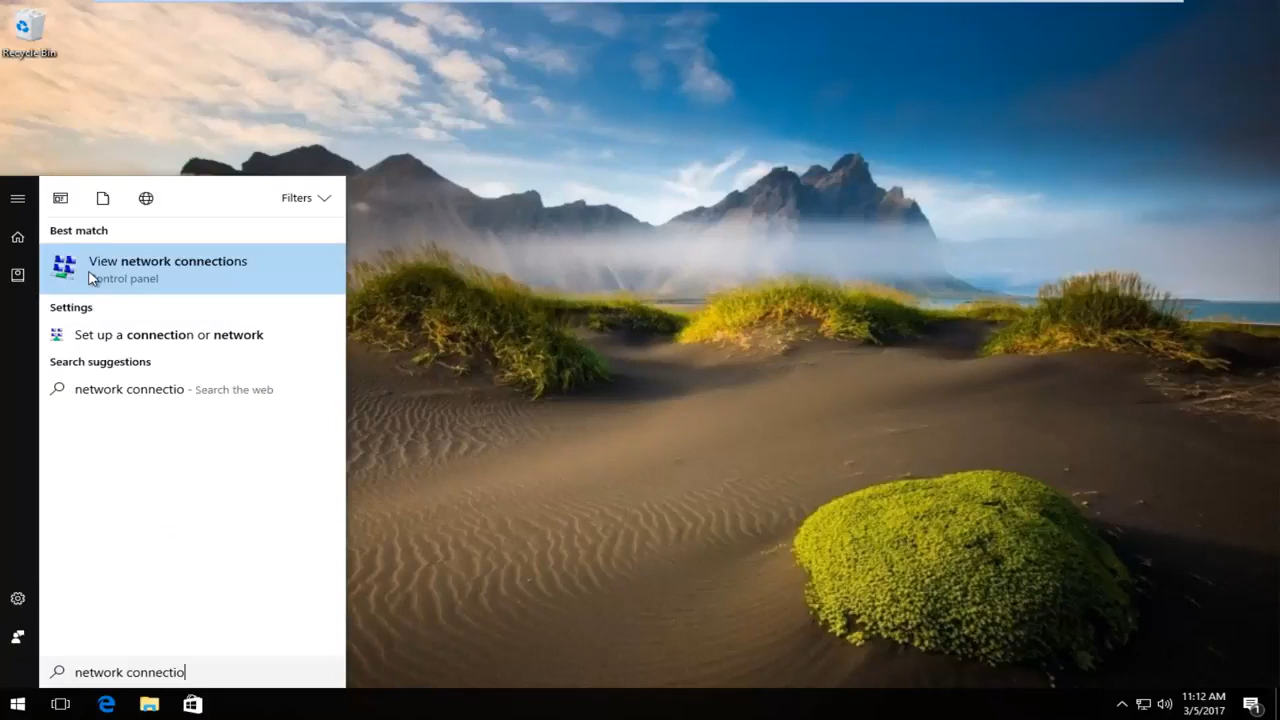 Recycle Bin
Filters
Best match
View network connections
Control panel
Settings
Set up a connection or network
Search suggestions
network connectio - Search the web
network connectio
11:12 AM
3/5/2017
1